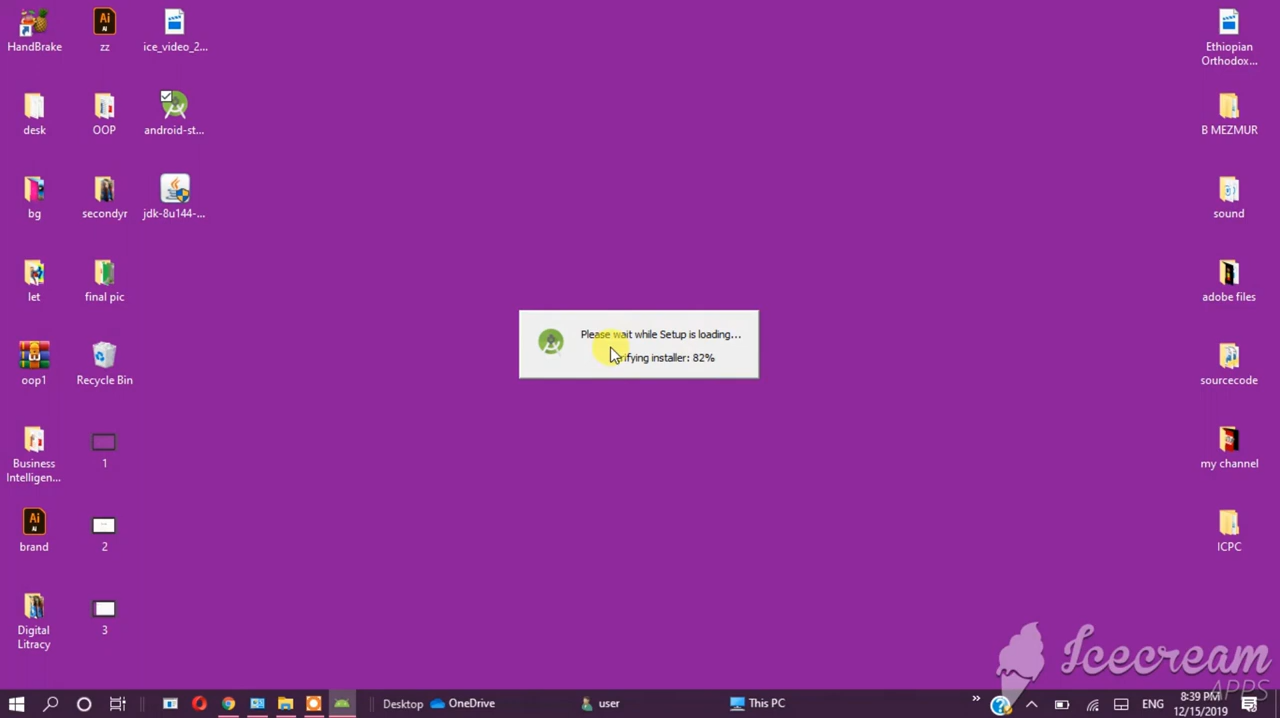 HandBrake
zz
ice_video_2...
Ethiopian
Orthodox...
desk
OOP
android-st...
B MEZMUR
bg
secondyr
jdk-8u144-...
sound
let
final pic
adobe files
Please wait while Setup is loading...
rifying installer: 82%
oop1
Recycle Bin
sourcecode
Business
Intelligen...
1
my channel
brand
2
ICPC
Digital
Litracy
3
Icecream
APPS
Desktop
OneDrive
user
This PC
ENG
8:39 PM
12/15/2019